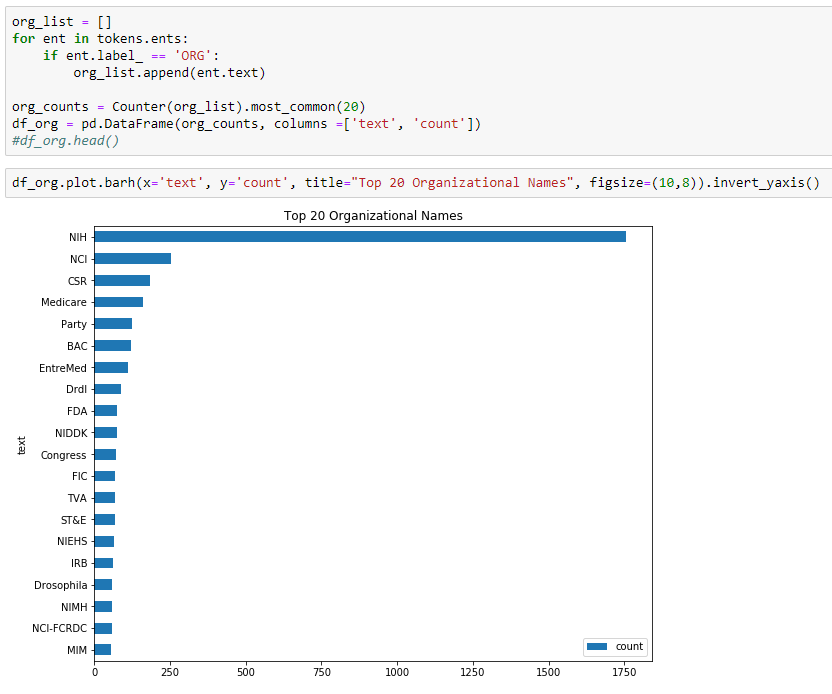 org_list = []
for ent in tokens.ents:
    if ent.label_ == 'ORG':
        org_list.append(ent.text)
org_counts = Counter(org_list).most_common(20)
df_org = pd.DataFrame(org_counts, columns =['text', 'count'])
#df_org.head()
df_org.plot.barh(x='text', y='count', title="Top 20 Organizational Names", figsize=(10,8)).invert_yaxis()
Top 20 Organizational Names
NIH
NCI
CSR
Medicare
Party
BAC
EntreMed
DrdI
FDA
NIDDK
Congress
FIC
TVA
ST&E
NIEHS
IRB
Drosophila
NIMH
NCI-FCRDC
MIM
text
count
0 250 500 750 1000 1250 1500 1750